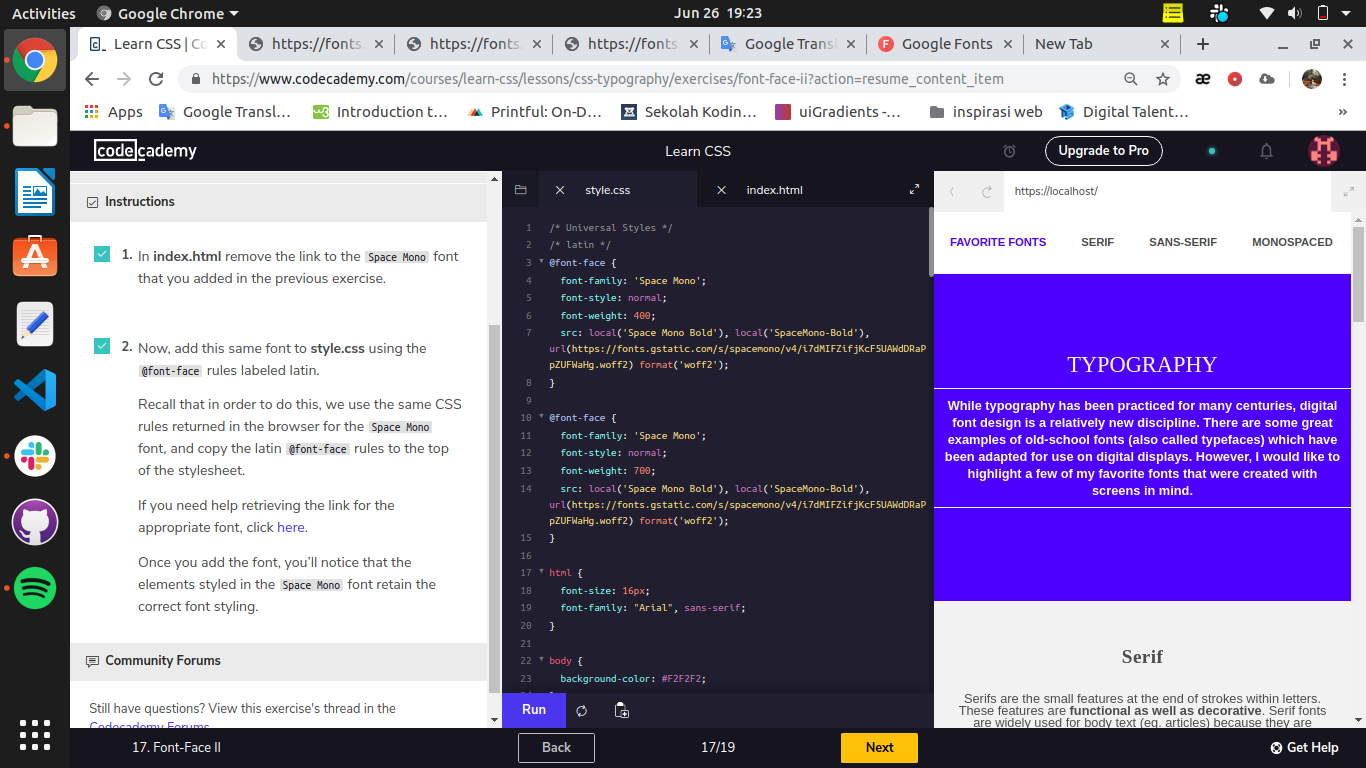 Activities
Google Chrome
Jun 26 19:23
Learn CSS | Co
https://fonts.
https://fonts.
https://fonts.
Google Transl
Google Fonts
New Tab
https://www.codecademy.com/courses/learn-css/lessons/css-typography/exercises/font-face-ii?action=resume_content_item
Apps
Google Transl…
Introduction t…
Printful: On-D…
Sekolah Kodin…
uiGradients -…
inspirasi web
Digital Talent…
»
codecademy
Learn CSS
Upgrade to Pro
Instructions
1. In index.html remove the link to the Space Mono font
that you added in the previous exercise.
2. Now, add this same font to style.css using the
@font-face rules labeled latin.
Recall that in order to do this, we use the same CSS
rules returned in the browser for the Space Mono
font, and copy the latin @font-face rules to the top
of the stylesheet.
If you need help retrieving the link for the
appropriate font, click here.
Once you add the font, you'll notice that the
elements styled in the Space Mono font retain the
correct font styling.
Community Forums
Still have questions? View this exercise's thread in the
Codecademy Forums
17. Font-Face II
style.css
index.html
1 /* Universal Styles */
2 /* latin */
3 @font-face {
4 font-family: 'Space Mono';
5 font-style: normal;
6 font-weight: 400;
7 src: local('Space Mono Bold'), local('SpaceMono-Bold'),
url(https://fonts.gstatic.com/s/spacemono/v4/i7dMIFZifjKcF5UAWdDRaP
pZUFWaHg.woff2) format('woff2');
8 }
9
10 @font-face {
11 font-family: 'Space Mono';
12 font-style: normal;
13 font-weight: 700;
14 src: local('Space Mono Bold'), local('SpaceMono-Bold'),
url(https://fonts.gstatic.com/s/spacemono/v4/i7dMIFZifjKcF5UAWdDRaP
pZUFWaHg.woff2) format('woff2');
15 }
16
17 html {
18 font-size: 16px;
19 font-family: "Arial", sans-serif;
20 }
21
22 body {
23 background-color: #F2F2F2;
Run
Back
17/19
Next
https://localhost/
FAVORITE FONTS
SERIF
SANS-SERIF
MONOSPACED
TYPOGRAPHY
While typography has been practiced for many centuries, digital
font design is a relatively new discipline. There are some great
examples of old-school fonts (also called typefaces) which have
been adapted for use on digital displays. However, I would like to
highlight a few of my favorite fonts that were created with
screens in mind.
Serif
Serifs are the small features at the end of strokes within letters.
These features are functional as well as decorative. Serif fonts
are widely used for body text (eg. articles) because they are
Get Help